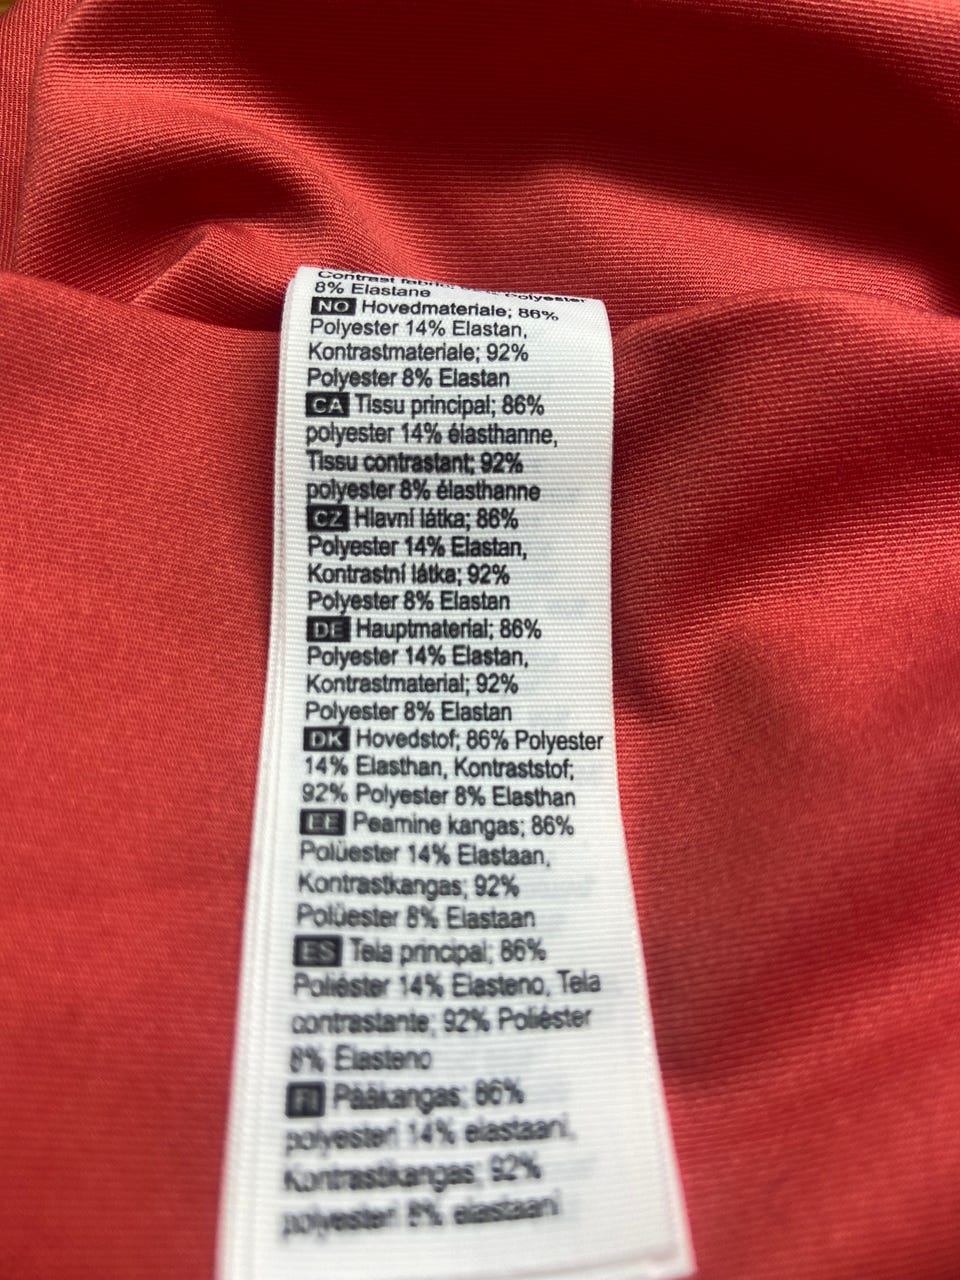 Contrast fabric; Polyester
8% Elastane
NO Hovedmateriale; 86%
Polyester 14% Elastan,
Kontrastmateriale; 92%
Polyester 8% Elastan
CA Tissu principal; 86%
polyester 14% élasthanne,
Tissu contrastant; 92%
polyester 8% élasthanne
CZ Hlavní látka; 86%
Polyester 14% Elastan,
Kontrastní látka; 92%
Polyester 8% Elastan
DE Hauptmaterial; 86%
Polyester 14% Elastan,
Kontrastmaterial; 92%
Polyester 8% Elastan
DK Hovedstof; 86% Polyester
14% Elasthan, Kontraststof;
92% Polyester 8% Elasthan
EE Peamine kangas; 86%
Polüester 14% Elastaan,
Kontrastkangas; 92%
Polüester 8% Elastaan
ES Tela principal; 86%
Poliéster 14% Elasteno, Tela
contrastante; 92% Poliéster
8% Elasteno
FI Pääkangas; 86%
polyesteri 14% elastaani,
Kontrastikangas; 92%
polyesteri 8% elastaani